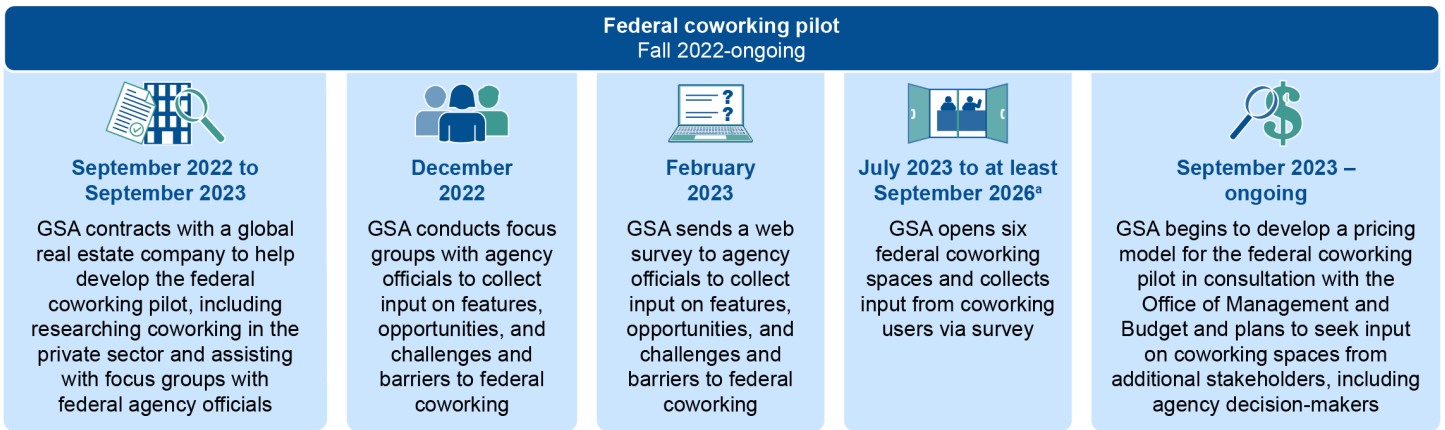 Federal coworking pilot
Fall 2022-ongoing
September 2022 to
September 2023
GSA contracts with a global
real estate company to help
develop the federal
coworking pilot, including
researching coworking in the
private sector and assisting
with focus groups with
federal agency officials
December
2022
GSA conducts focus
groups with agency
officials to collect
input on features,
opportunities, and
challenges and
barriers to federal
coworking
? 
?
February
2023
GSA sends a web
survey to agency
officials to collect
input on features,
opportunities, and
challenges and
barriers to federal
coworking
July 2023 to at least
September 2026ª
GSA opens six
federal coworking
spaces and collects
input from coworking
users via survey
$
September 2023 –
ongoing
GSA begins to develop a pricing
model for the federal coworking
pilot in consultation with the
Office of Management and
Budget and plans to seek input
on coworking spaces from
additional stakeholders, including
agency decision-makers